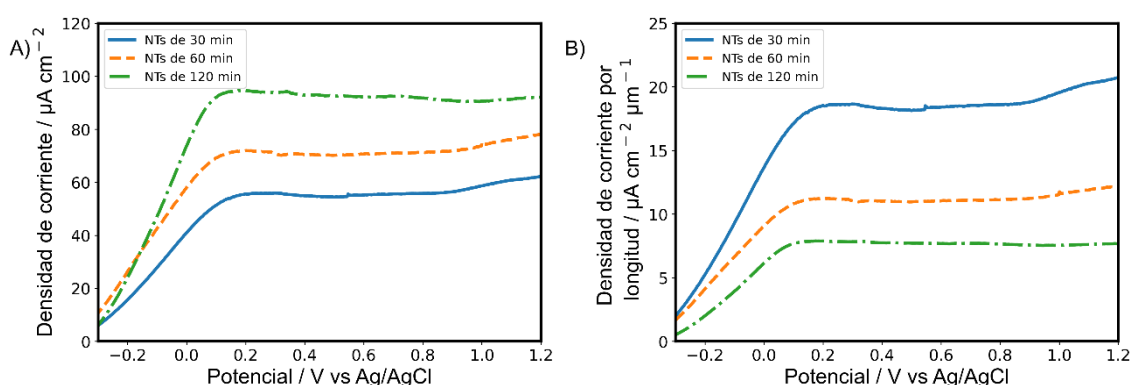 A)
Densidad de corriente / µA cm−2
120
100
80
60
40
20
0
NTs de 30 min
NTs de 60 min
NTs de 120 min
−0.2 0.0 0.2 0.4 0.6 0.8 1.0 1.2
Potencial / V vs Ag/AgCl
B)
Densidad de corriente por
longitud / µA cm−2 µm−1
25
20
15
10
5
0
NTs de 30 min
NTs de 60 min
NTs de 120 min
−0.2 0.0 0.2 0.4 0.6 0.8 1.0 1.2
Potencial / V vs Ag/AgCl